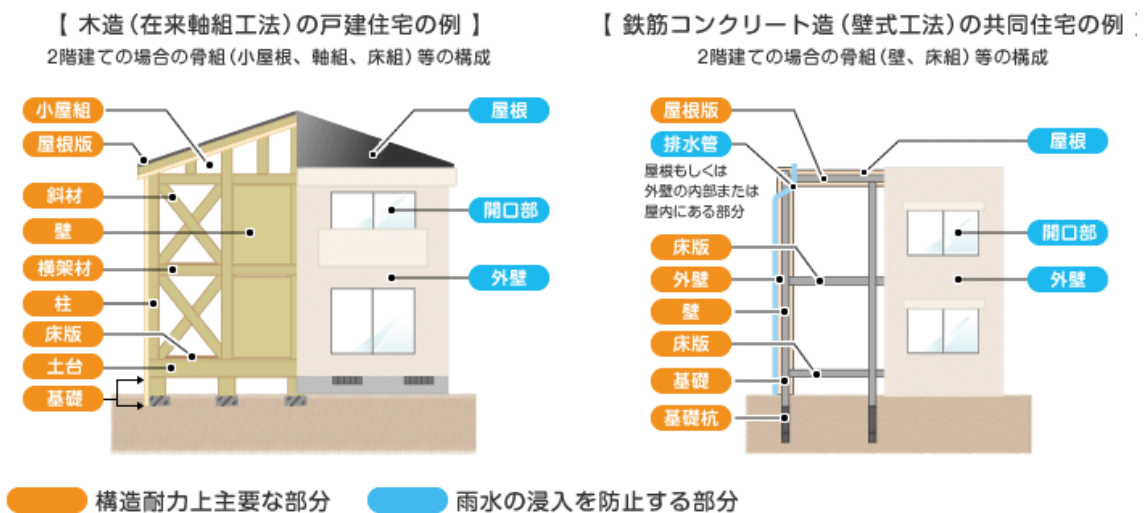 【 木造（在来軸組工法）の戸建住宅の例 】
2階建ての場合の骨組（小屋根、軸組、床組）等の構成
小屋組
屋根版
斜材
壁
横架材
柱
床版
土台
基礎
屋根
開口部
外壁
【 鉄筋コンクリート造（壁式工法）の共同住宅の例 】
2階建ての場合の骨組（壁、床組）等の構成
屋根版
排水管
屋根もしくは
外壁の内部または
屋内にある部分
床版
外壁
壁
床版
基礎
基礎杭
屋根
開口部
外壁
構造耐力上主要な部分
雨水の浸入を防止する部分